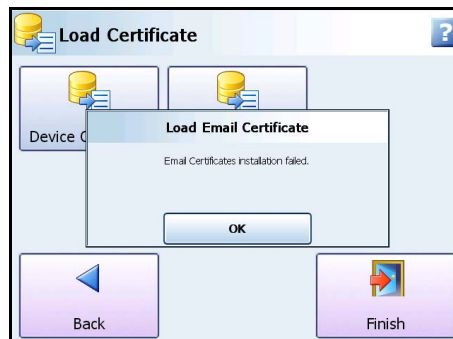 Load Certificate
?
Device C
Load Email Certificate
Email Certificates installation failed.
OK
Back
Finish